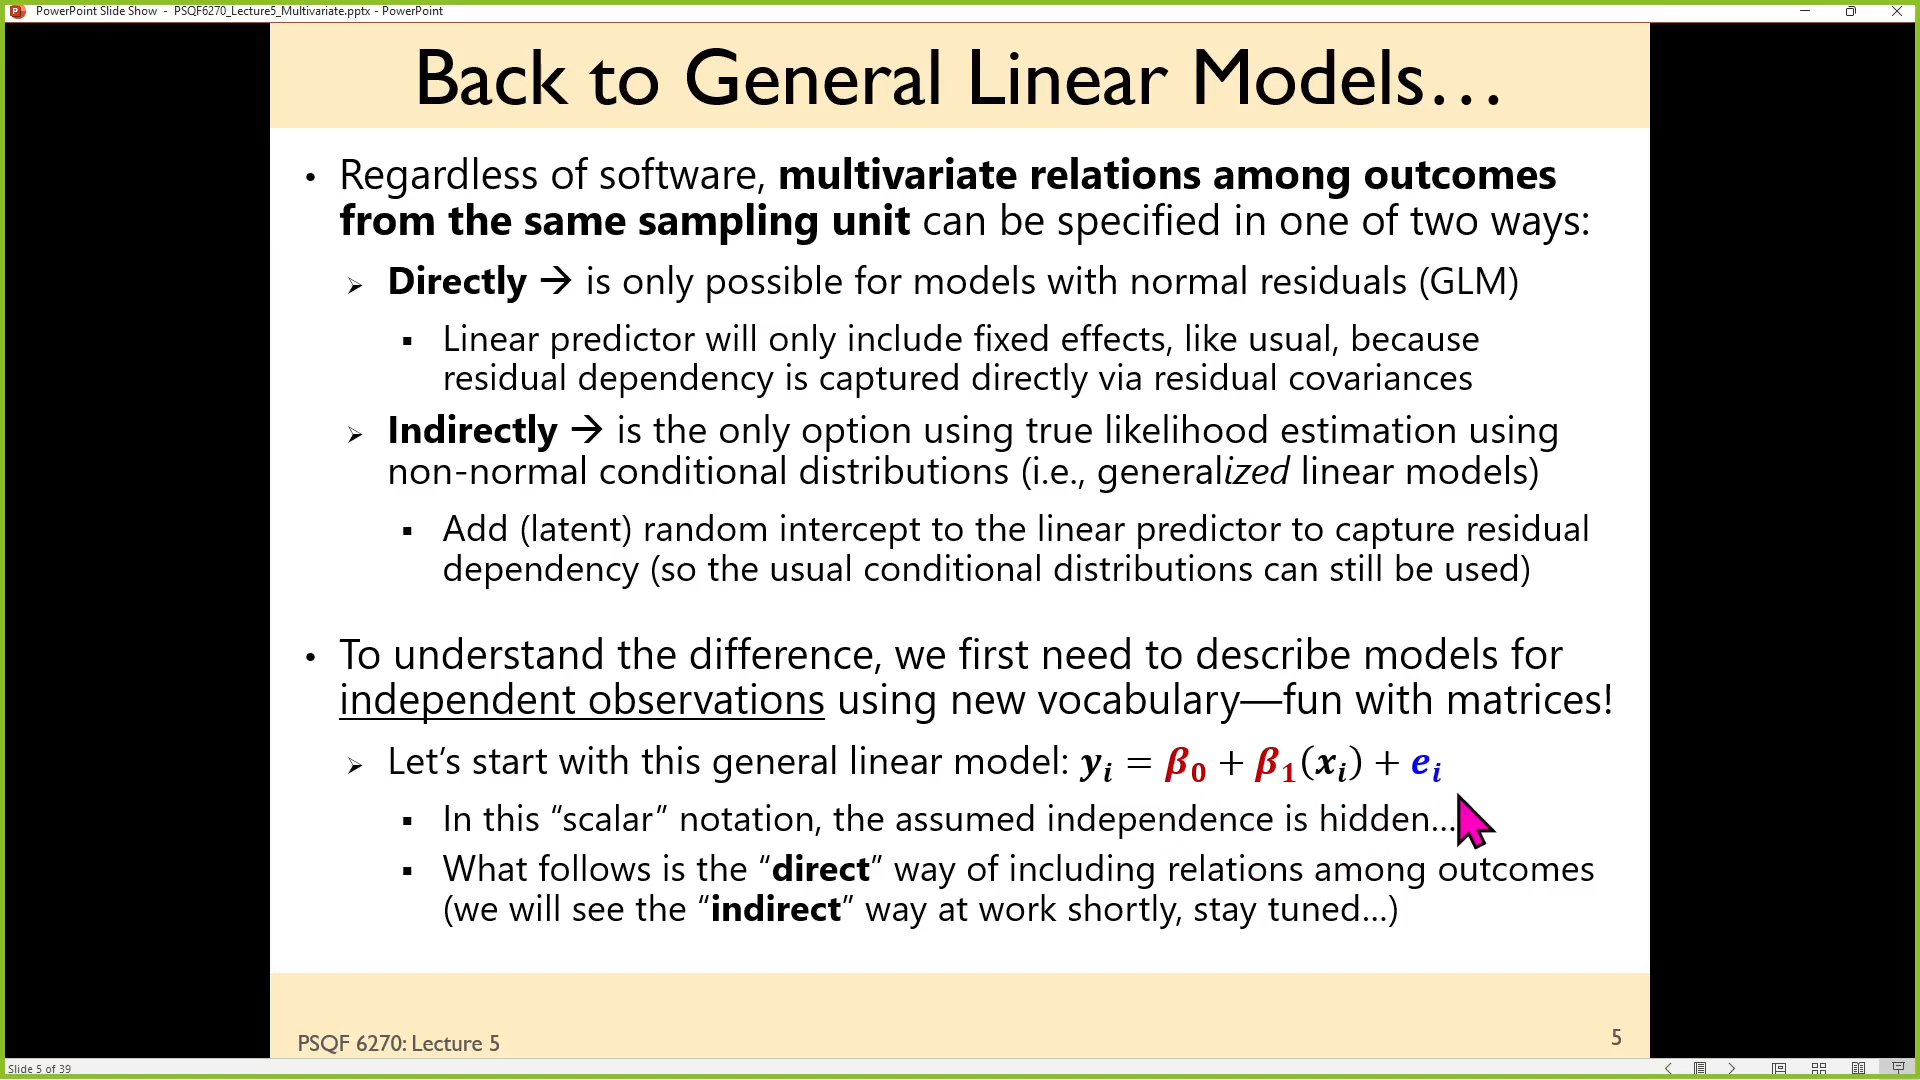 PowerPoint Slide Show - PSQF6270_Lecture5_Multivariate.pptx - PowerPoint
Back to General Linear Models…
• Regardless of software, multivariate relations among outcomes
from the same sampling unit can be specified in one of two ways:
➢ Directly → is only possible for models with normal residuals (GLM)
▪ Linear predictor will only include fixed effects, like usual, because
residual dependency is captured directly via residual covariances
➢ Indirectly → is the only option using true likelihood estimation using
non-normal conditional distributions (i.e., generalized linear models)
▪ Add (latent) random intercept to the linear predictor to capture residual
dependency (so the usual conditional distributions can still be used)
• To understand the difference, we first need to describe models for
independent observations using new vocabulary—fun with matrices!
➢ Let's start with this general linear model: yᵢ = β₀ + β₁(xᵢ) + eᵢ
▪ In this “scalar” notation, the assumed independence is hidden…
▪ What follows is the “direct” way of including relations among outcomes
(we will see the “indirect” way at work shortly, stay tuned…)
PSQF 6270: Lecture 5
5
Slide 5 of 39